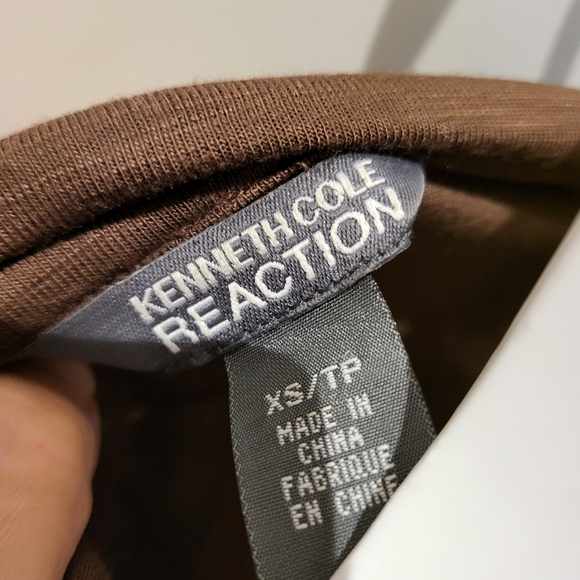 KENNETH COLE
REACTION
XS/TP
MADE IN
CHINA
FABRIQUE
EN CHINE